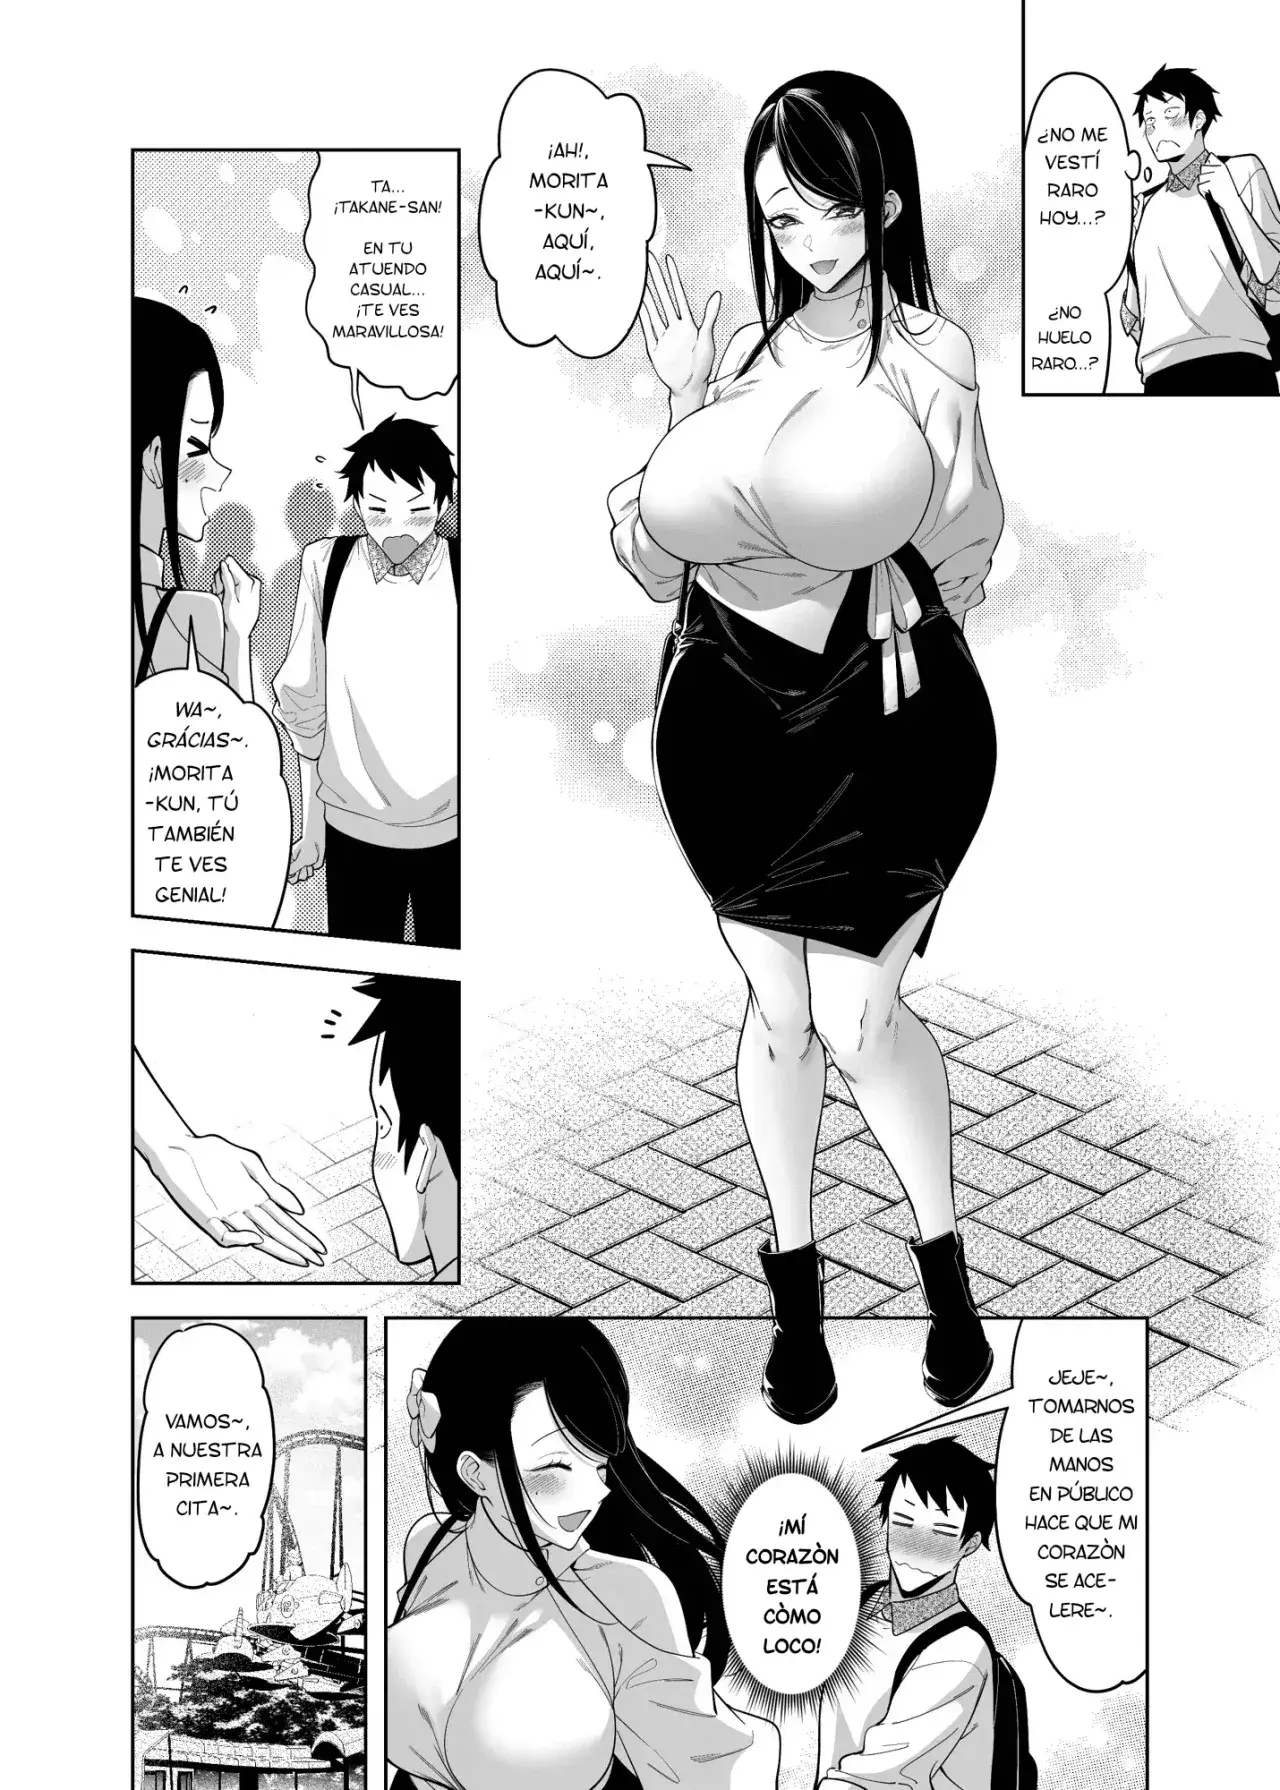 ¿NO ME
VESTÍ
RARO
HOY...?
¿NO
HUELO
RARO...?
¡AH!,
MORITA
-KUN~,
AQUÍ,
AQUÍ~.
TA...
¡TAKANE-SAN!
EN TU
ATUENDO
CASUAL...
¡TE VES
MARAVILLOSA!
WA~,
GRÁCIAS~.
¡MORITA
-KUN, TÚ
TAMBIÉN
TE VES
GENIAL!
JEJE~,
TOMARNOS
DE LAS
MANOS
EN PÚBLICO
HACE QUE MI
CORAZÒN
SE ACE-
LERE~.
¡MÍ
CORAZÒN
ESTÁ
CÒMO
LOCO!
VAMOS~,
A NUESTRA
PRIMERA
CITA~.